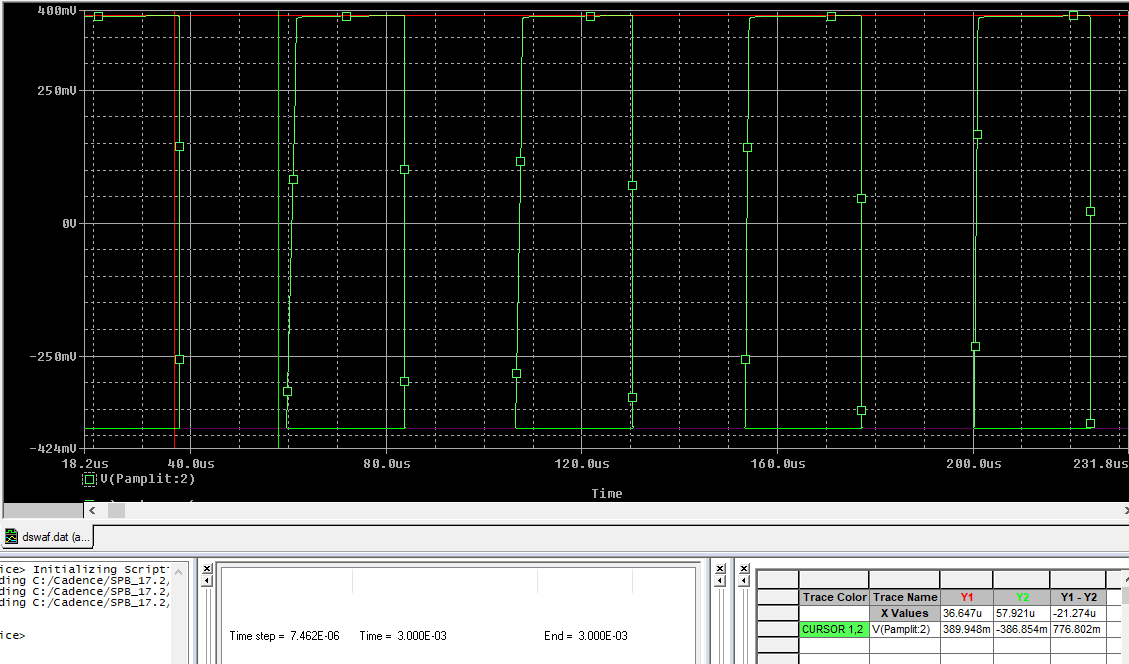 400mV
250mV
0V
-250mV
-424mV
18.2us 40.0us 80.0us 120.0us 160.0us 200.0us 231.8us
V(Pamplit:2)
Time
dswaf.dat (a...
ice> Initializing Script
ding C:/Cadence/SPB_17.2,
ding C:/Cadence/SPB_17.2,
ding C:/Cadence/SPB_17.2,
ice>
Time step = 7.462E-06 Time = 3.000E-03 End = 3.000E-03
Trace Color Trace Name Y1 Y2 Y1 - Y2
X Values 36.647u 57.921u -21.274u
CURSOR 1,2 V(Pamplit:2) 389.948m -386.854m 776.802m